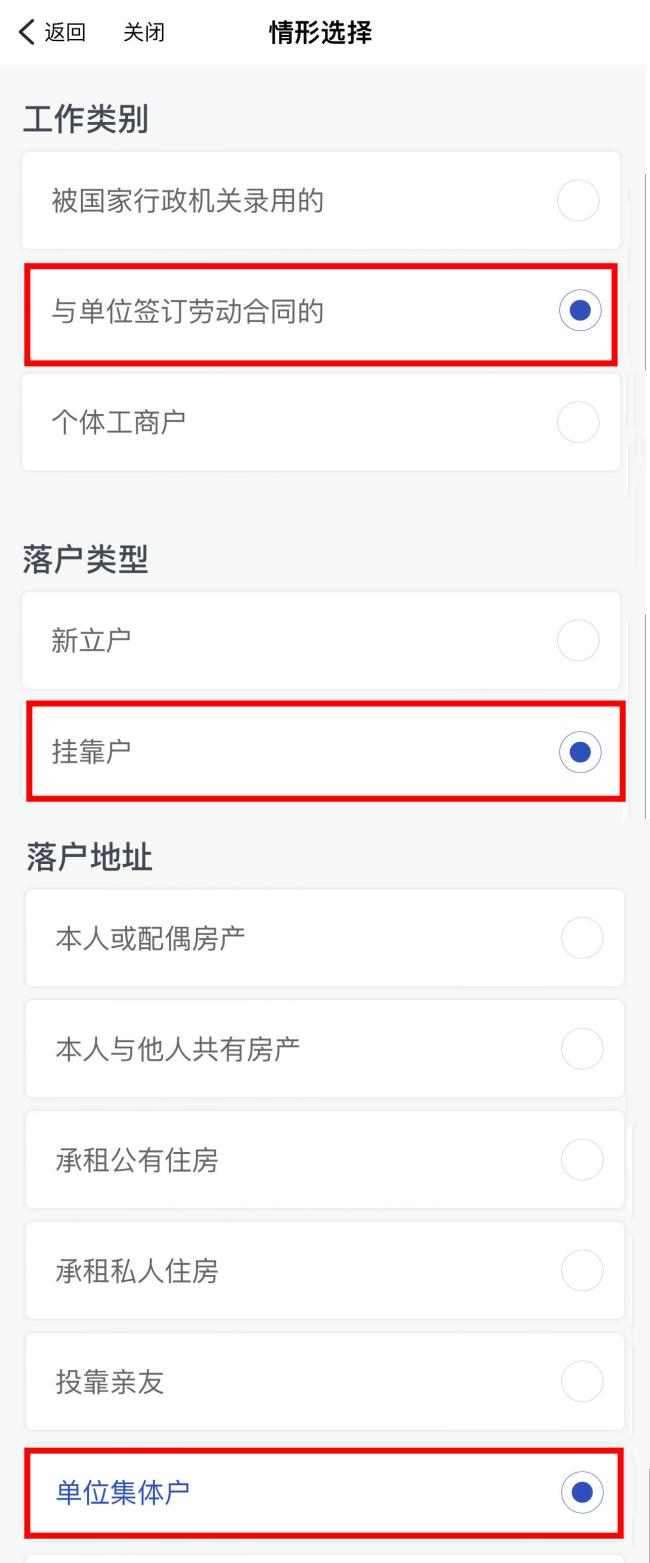 返回 关闭 情形选择
工作类别
被国家行政机关录用的
与单位签订劳动合同的
个体工商户
落户类型
新立户
挂靠户
落户地址
本人或配偶房产
本人与他人共有房产
承租公有住房
承租私人住房
投靠亲友
单位集体户